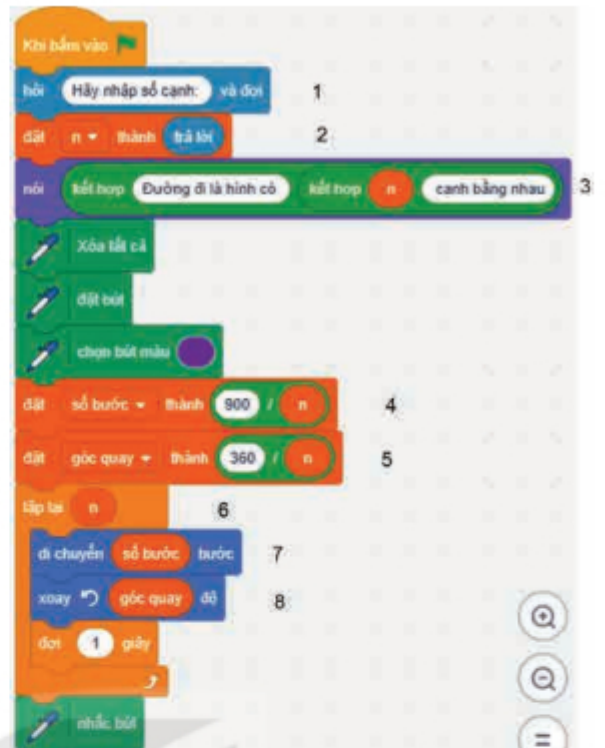 Khi bấm vào
hỏi Hãy nhập số cạnh: và đợi 1
đặt n thành trả lời 2
nói kết hợp Đường đi là hình có kết hợp n cạnh bằng nhau 3
Xóa tất cả
đặt bút
chọn bút màu
đặt số bước thành 900 / n 4
đặt góc quay thành 360 / n 5
lặp lại n 6
di chuyển số bước bước 7
xoay góc quay độ 8
đợi 1 giây
nhấc bút